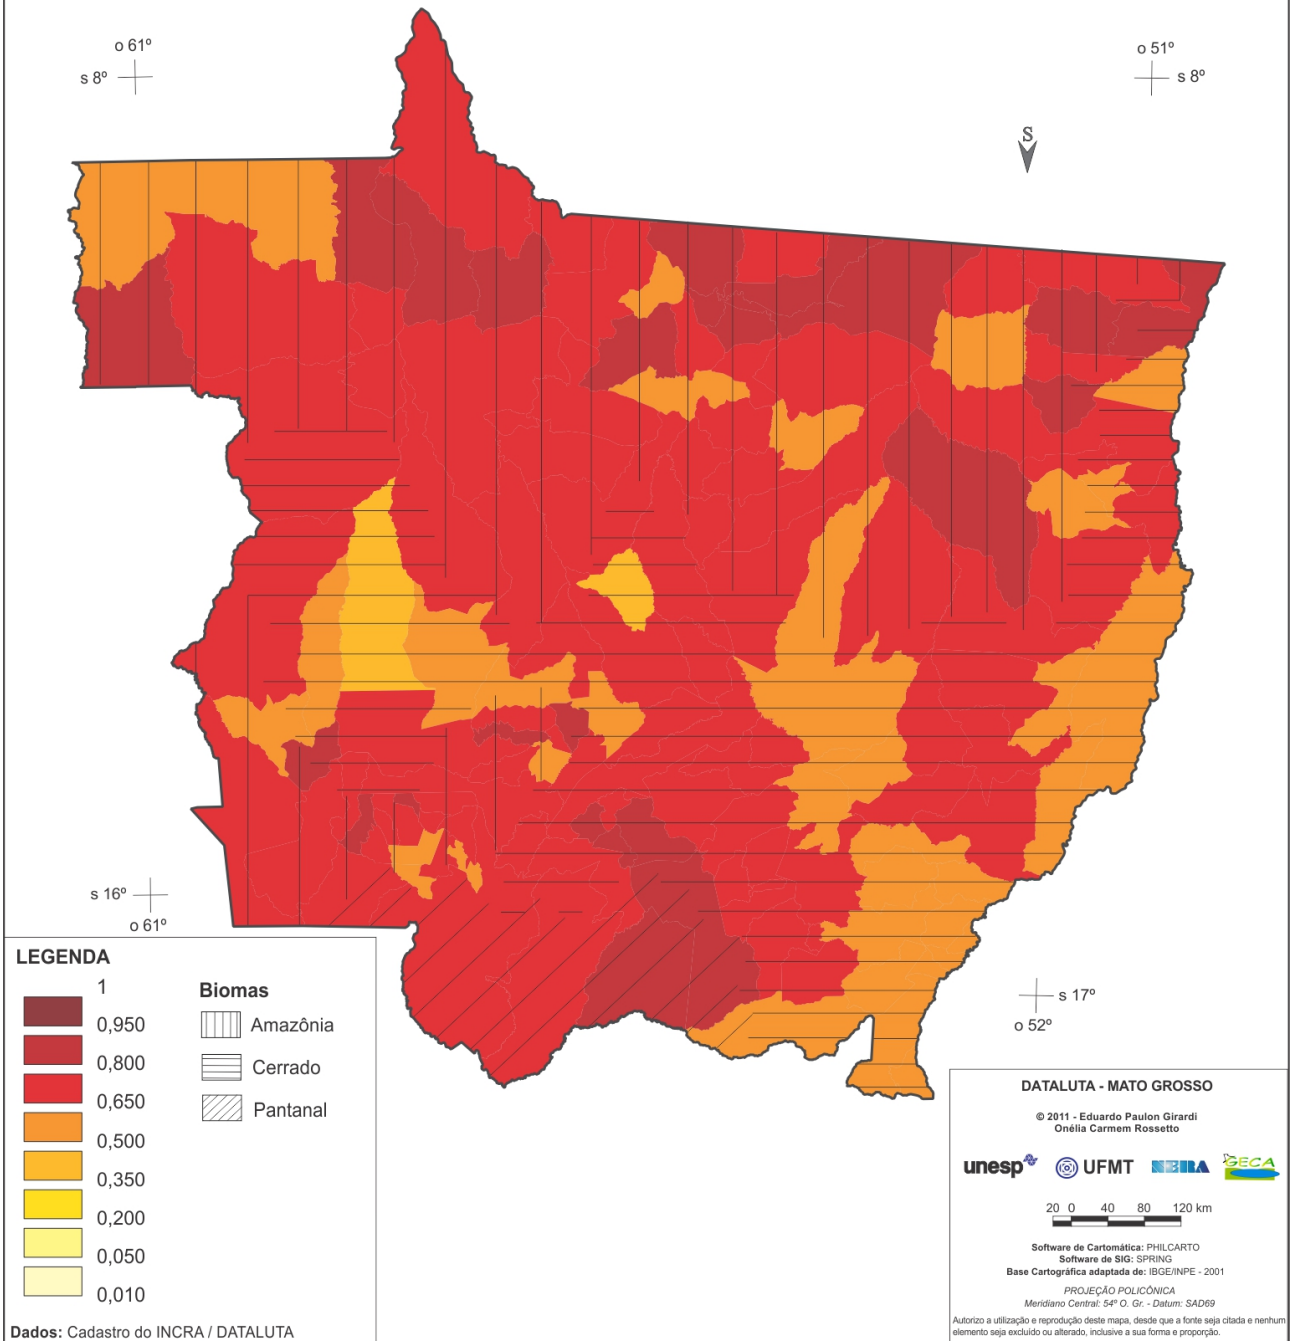 o 61º
s 8º
o 51º
s 8º
S
s 16º
o 61º
s 17º
o 52º
LEGENDA
1
0,950
0,800
0,650
0,500
0,350
0,200
0,050
0,010
Biomas
Amazônia
Cerrado
Pantanal
Dados: Cadastro do INCRA / DATALUTA
DATALUTA - MATO GROSSO
© 2011 - Eduardo Paulon Girardi
Onélia Carmem Rossetto
unesp UFMT NERA GECA
20 0 40 80 120 km
Software de Cartomática: PHILCARTO
Software de SIG: SPRING
Base Cartográfica adaptada de: IBGE/INPE - 2001
PROJEÇÃO POLICÔNICA
Meridiano Central: 54º O. Gr. - Datum: SAD69
Autorizo a utilização e reprodução deste mapa, desde que a fonte seja citada e nenhum
elemento seja excluído ou alterado, inclusive a sua forma e proporção.